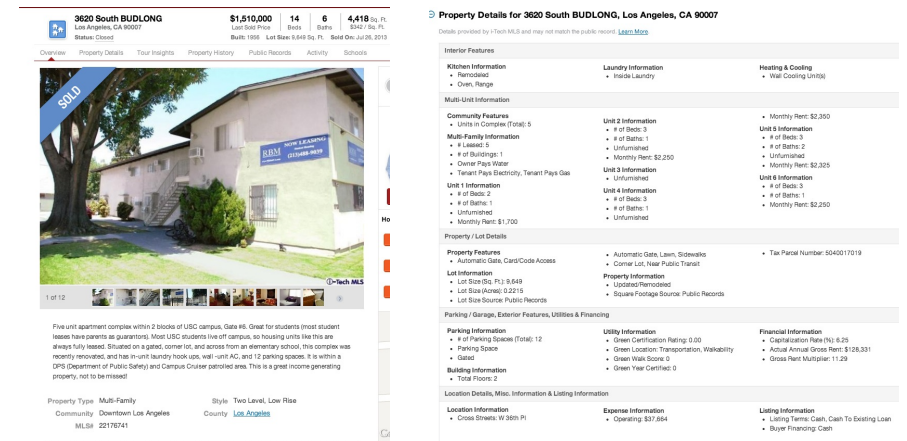 3620 South BUDLONG
Los Angeles, CA 90007
Status: Closed
$1,510,000
Last Sold Price
14
Beds
6
Baths
4,418 Sq. Ft.
$342 / Sq. Ft.
Built: 1956 Lot Size: 9,649 Sq. Ft. Sold On: Jul 26, 2013
Overview Property Details Tour Insights Property History Public Records Activity Schools
SOLD
NOW LEASING
RBM
(213)488-9039
i-Tech MLS
1 of 12
Five unit apartment complex within 2 blocks of USC campus, Gate #6. Great for students (most student
leases have parents as guarantors). Most USC students live off campus, so housing units like this are
always fully leased. Situated on a gated, corner lot, and across from an elementary school, this complex was
recently renovated, and has in-unit laundry hook ups, wall-unit AC, and 12 parking spaces. It is within a
DPS (Department of Public Safety) and Campus Cruiser patrolled area. This is a great income generating
property, not to be missed!
Property Type Multi-Family
Style Two Level, Low Rise
Community Downtown Los Angeles
County Los Angeles
MLS# 22176741
Ho
Property Details for 3620 South BUDLONG, Los Angeles, CA 90007
Details provided by i-Tech MLS and may not match the public record. Learn More.
Interior Features
Kitchen Information
• Remodeled
• Oven, Range
Laundry Information
• Inside Laundry
Heating & Cooling
• Wall Cooling Unit(s)
Multi-Unit Information
Community Features
• Units in Complex (Total): 5
Multi-Family Information
• # Leased: 5
• # of Buildings: 1
• Owner Pays Water
• Tenant Pays Electricity, Tenant Pays Gas
Unit 1 Information
• # of Beds: 2
• # of Baths: 1
• Unfurnished
• Monthly Rent: $1,700
Unit 2 Information
• # of Beds: 3
• # of Baths: 1
• Unfurnished
• Monthly Rent: $2,250
Unit 3 Information
• Unfurnished
Unit 4 Information
• # of Beds: 3
• # of Baths: 1
• Unfurnished
• Monthly Rent: $2,350
Unit 5 Information
• # of Beds: 3
• # of Baths: 2
• Unfurnished
• Monthly Rent: $2,325
Unit 6 Information
• # of Beds: 3
• # of Baths: 1
• Monthly Rent: $2,250
Property / Lot Details
Property Features
• Automatic Gate, Card/Code Access
Lot Information
• Lot Size (Sq. Ft.): 9,649
• Lot Size (Acres): 0.2215
• Lot Size Source: Public Records
• Automatic Gate, Lawn, Sidewalks
• Corner Lot, Near Public Transit
Property Information
• Updated/Remodeled
• Square Footage Source: Public Records
• Tax Parcel Number: 5040017019
Parking / Garage, Exterior Features, Utilities & Financing
Parking Information
• # of Parking Spaces (Total): 12
• Parking Space
• Gated
Building Information
• Total Floors: 2
Utility Information
• Green Certification Rating: 0.00
• Green Location: Transportation, Walkability
• Green Walk Score: 0
• Green Year Certified: 0
Financial Information
• Capitalization Rate (%): 6.25
• Actual Annual Gross Rent: $128,331
• Gross Rent Multiplier: 11.29
Location Details, Misc. Information & Listing Information
Location Information
• Cross Streets: W 36th Pl
Expense Information
• Operating: $37,664
Listing Information
• Listing Terms: Cash, Cash To Existing Loan
• Buyer Financing: Cash